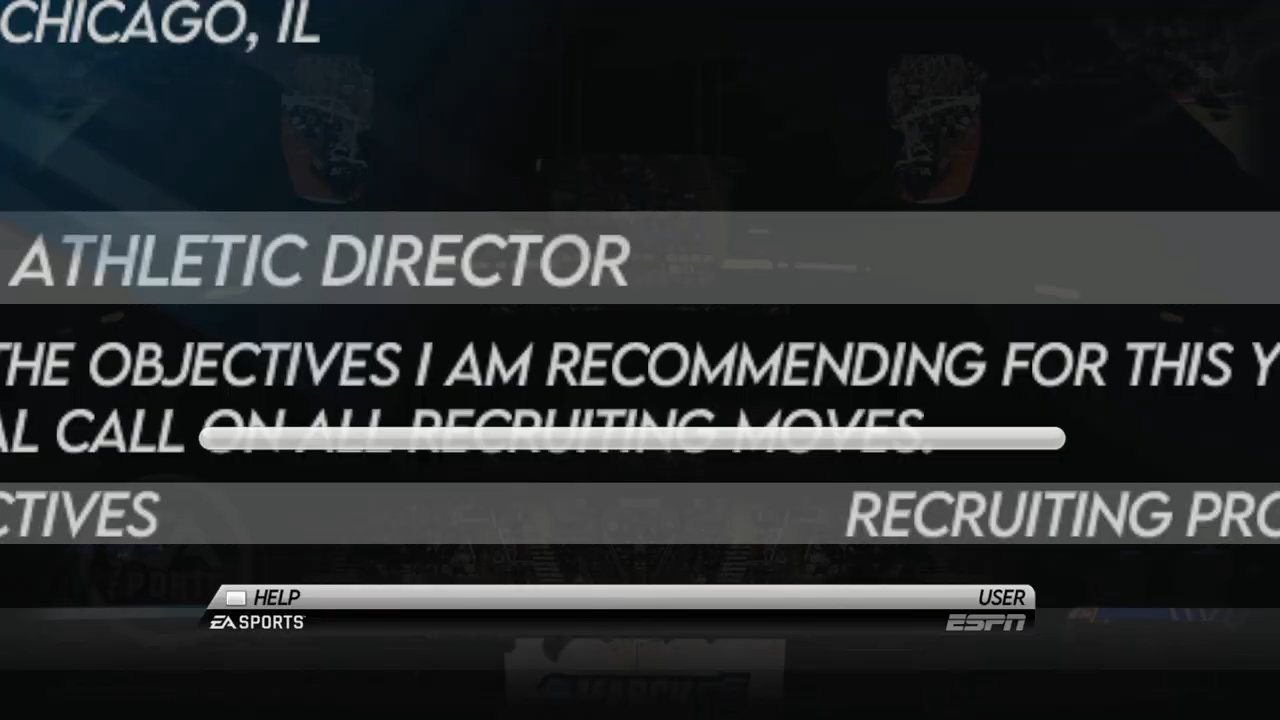 CHICAGO, IL
ATHLETIC DIRECTOR
THE OBJECTIVES I AM RECOMMENDING FOR THIS Y
AL CALL ON ALL RECRUITING MOVES.
CTIVES RECRUITING PRO
HELP USER
EA SPORTS ESPN
MARCH